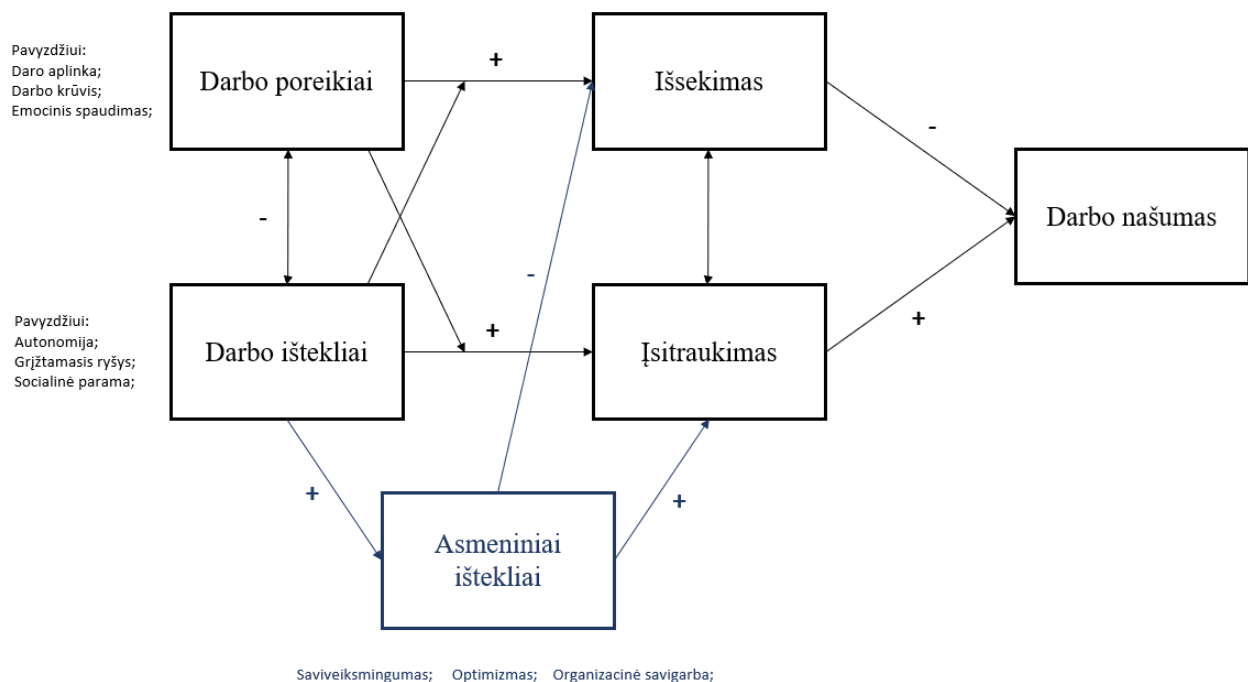 Pavyzdžiui:
Daro aplinka;
Darbo krūvis;
Emocinis spaudimas;
Darbo poreikiai
+
Išsekimas
-
Darbo našumas
-
-
Pavyzdžiui:
Autonomija;
Grįžtamasis ryšys;
Socialinė parama;
Darbo ištekliai
+
Įsitraukimas
+
+
Asmeniniai
ištekliai
+
Saviveiksmingumas; Optimizmas; Organizacinė savigarba;